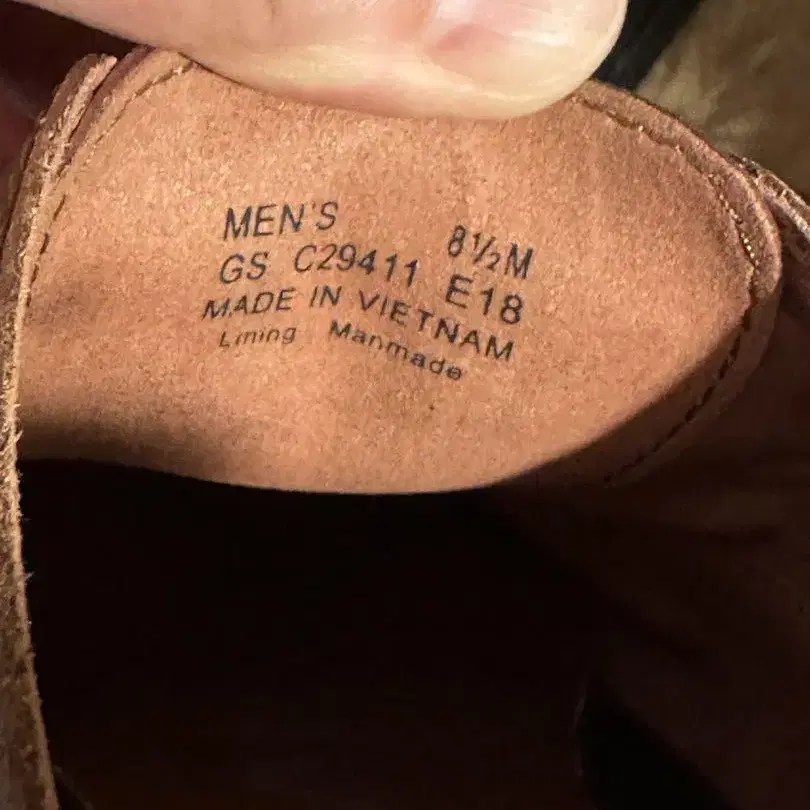 MEN'S 8½M
GS C29411 E18
MADE IN VIETNAM
Lining Manmade